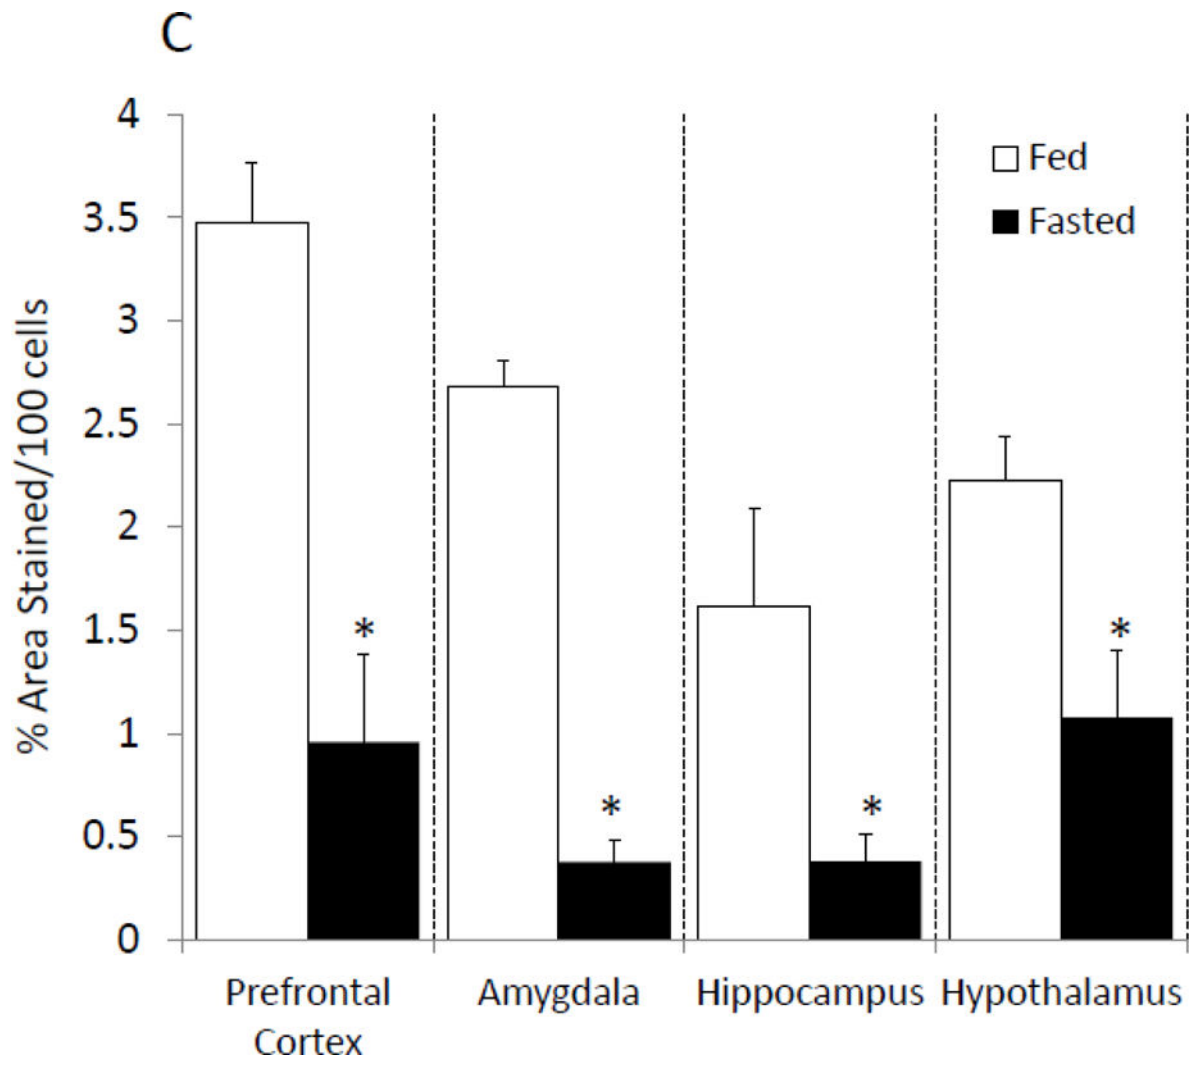 C
% Area Stained/100 cells
4
3.5
3
2.5
2
1.5
1
0.5
0
Fed
Fasted
*
*
*
*
Prefrontal
Cortex
Amygdala
Hippocampus
Hypothalamus